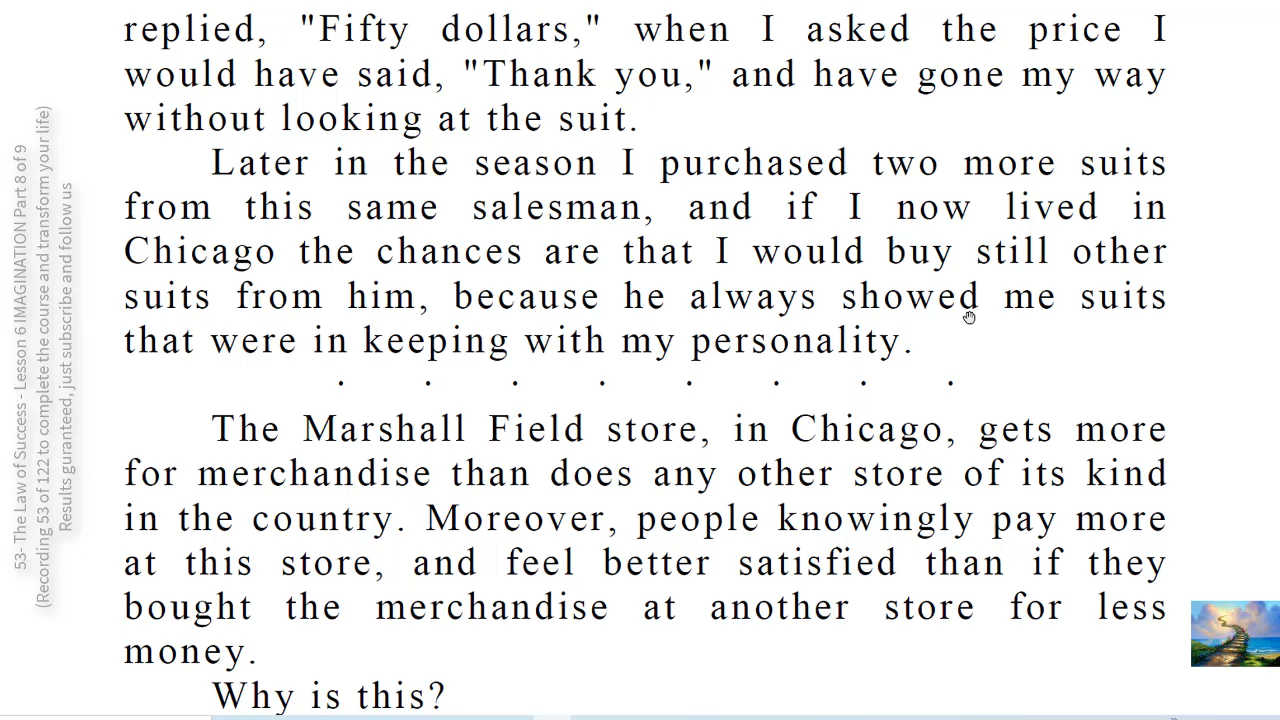 replied, "Fifty dollars," when I asked the price I
would have said, "Thank you," and have gone my way
without looking at the suit.
Later in the season I purchased two more suits
from this same salesman, and if I now lived in
Chicago the chances are that I would buy still other
suits from him, because he always showed me suits
that were in keeping with my personality.
. . . . . . . .
The Marshall Field store, in Chicago, gets more
for merchandise than does any other store of its kind
in the country. Moreover, people knowingly pay more
at this store, and feel better satisfied than if they
bought the merchandise at another store for less
money.
Why is this?
53- The Law of Success - Lesson 6 IMAGINATION Part 8 of 9
(Recording 53 of 122 to complete the course and transform your life)
Results guranteed, just subscribe and follow us